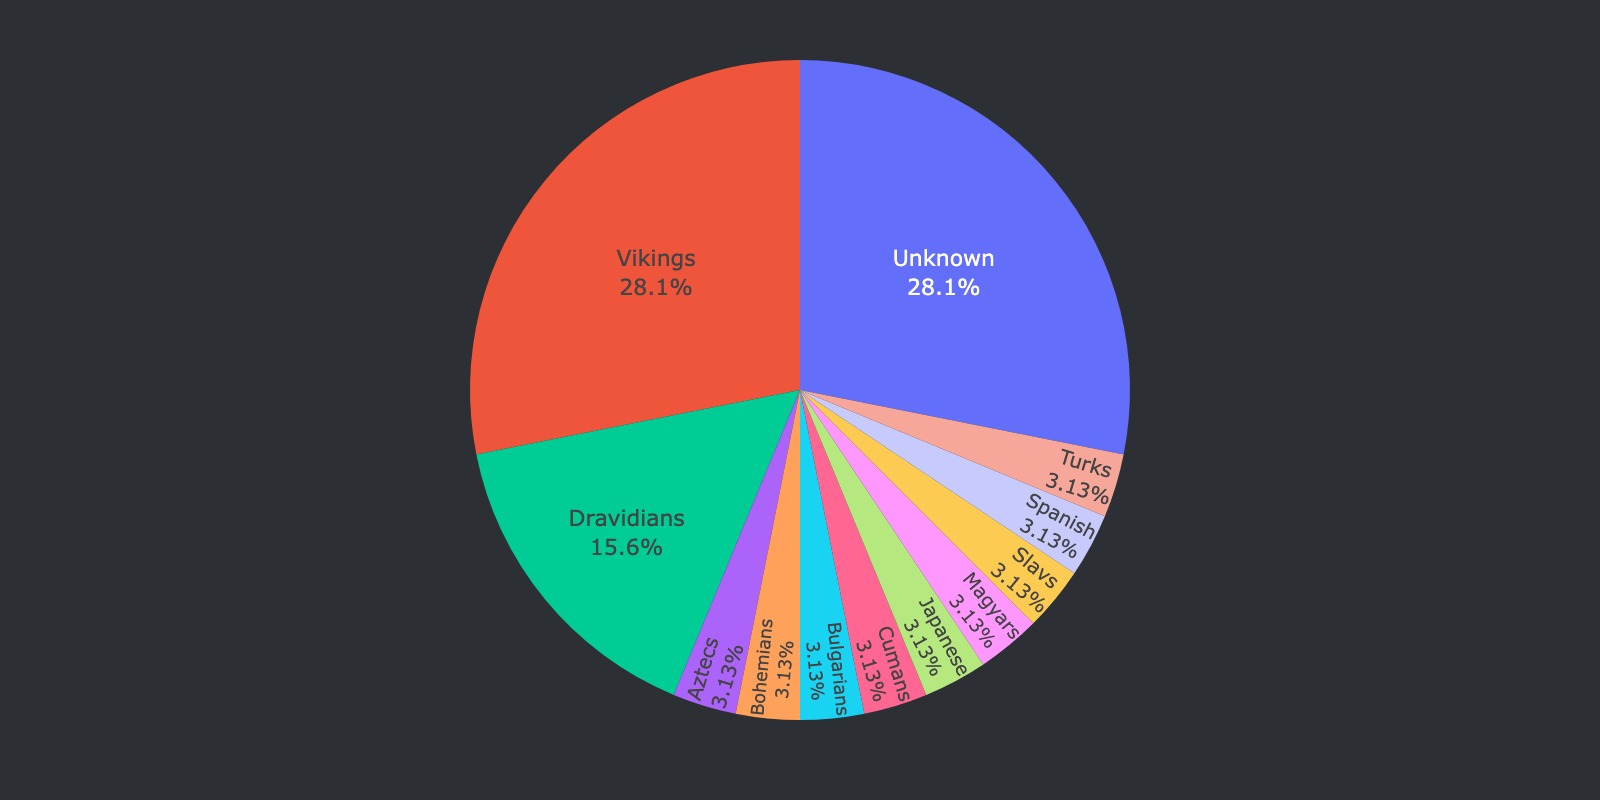 Vikings
28.1%
Unknown
28.1%
Dravidians
15.6%
Aztecs
3.13%
Bohemians
3.13%
Bulgarians
3.13%
Cumans
3.13%
Japanese
3.13%
Magyars
3.13%
Slavs
3.13%
Spanish
3.13%
Turks
3.13%